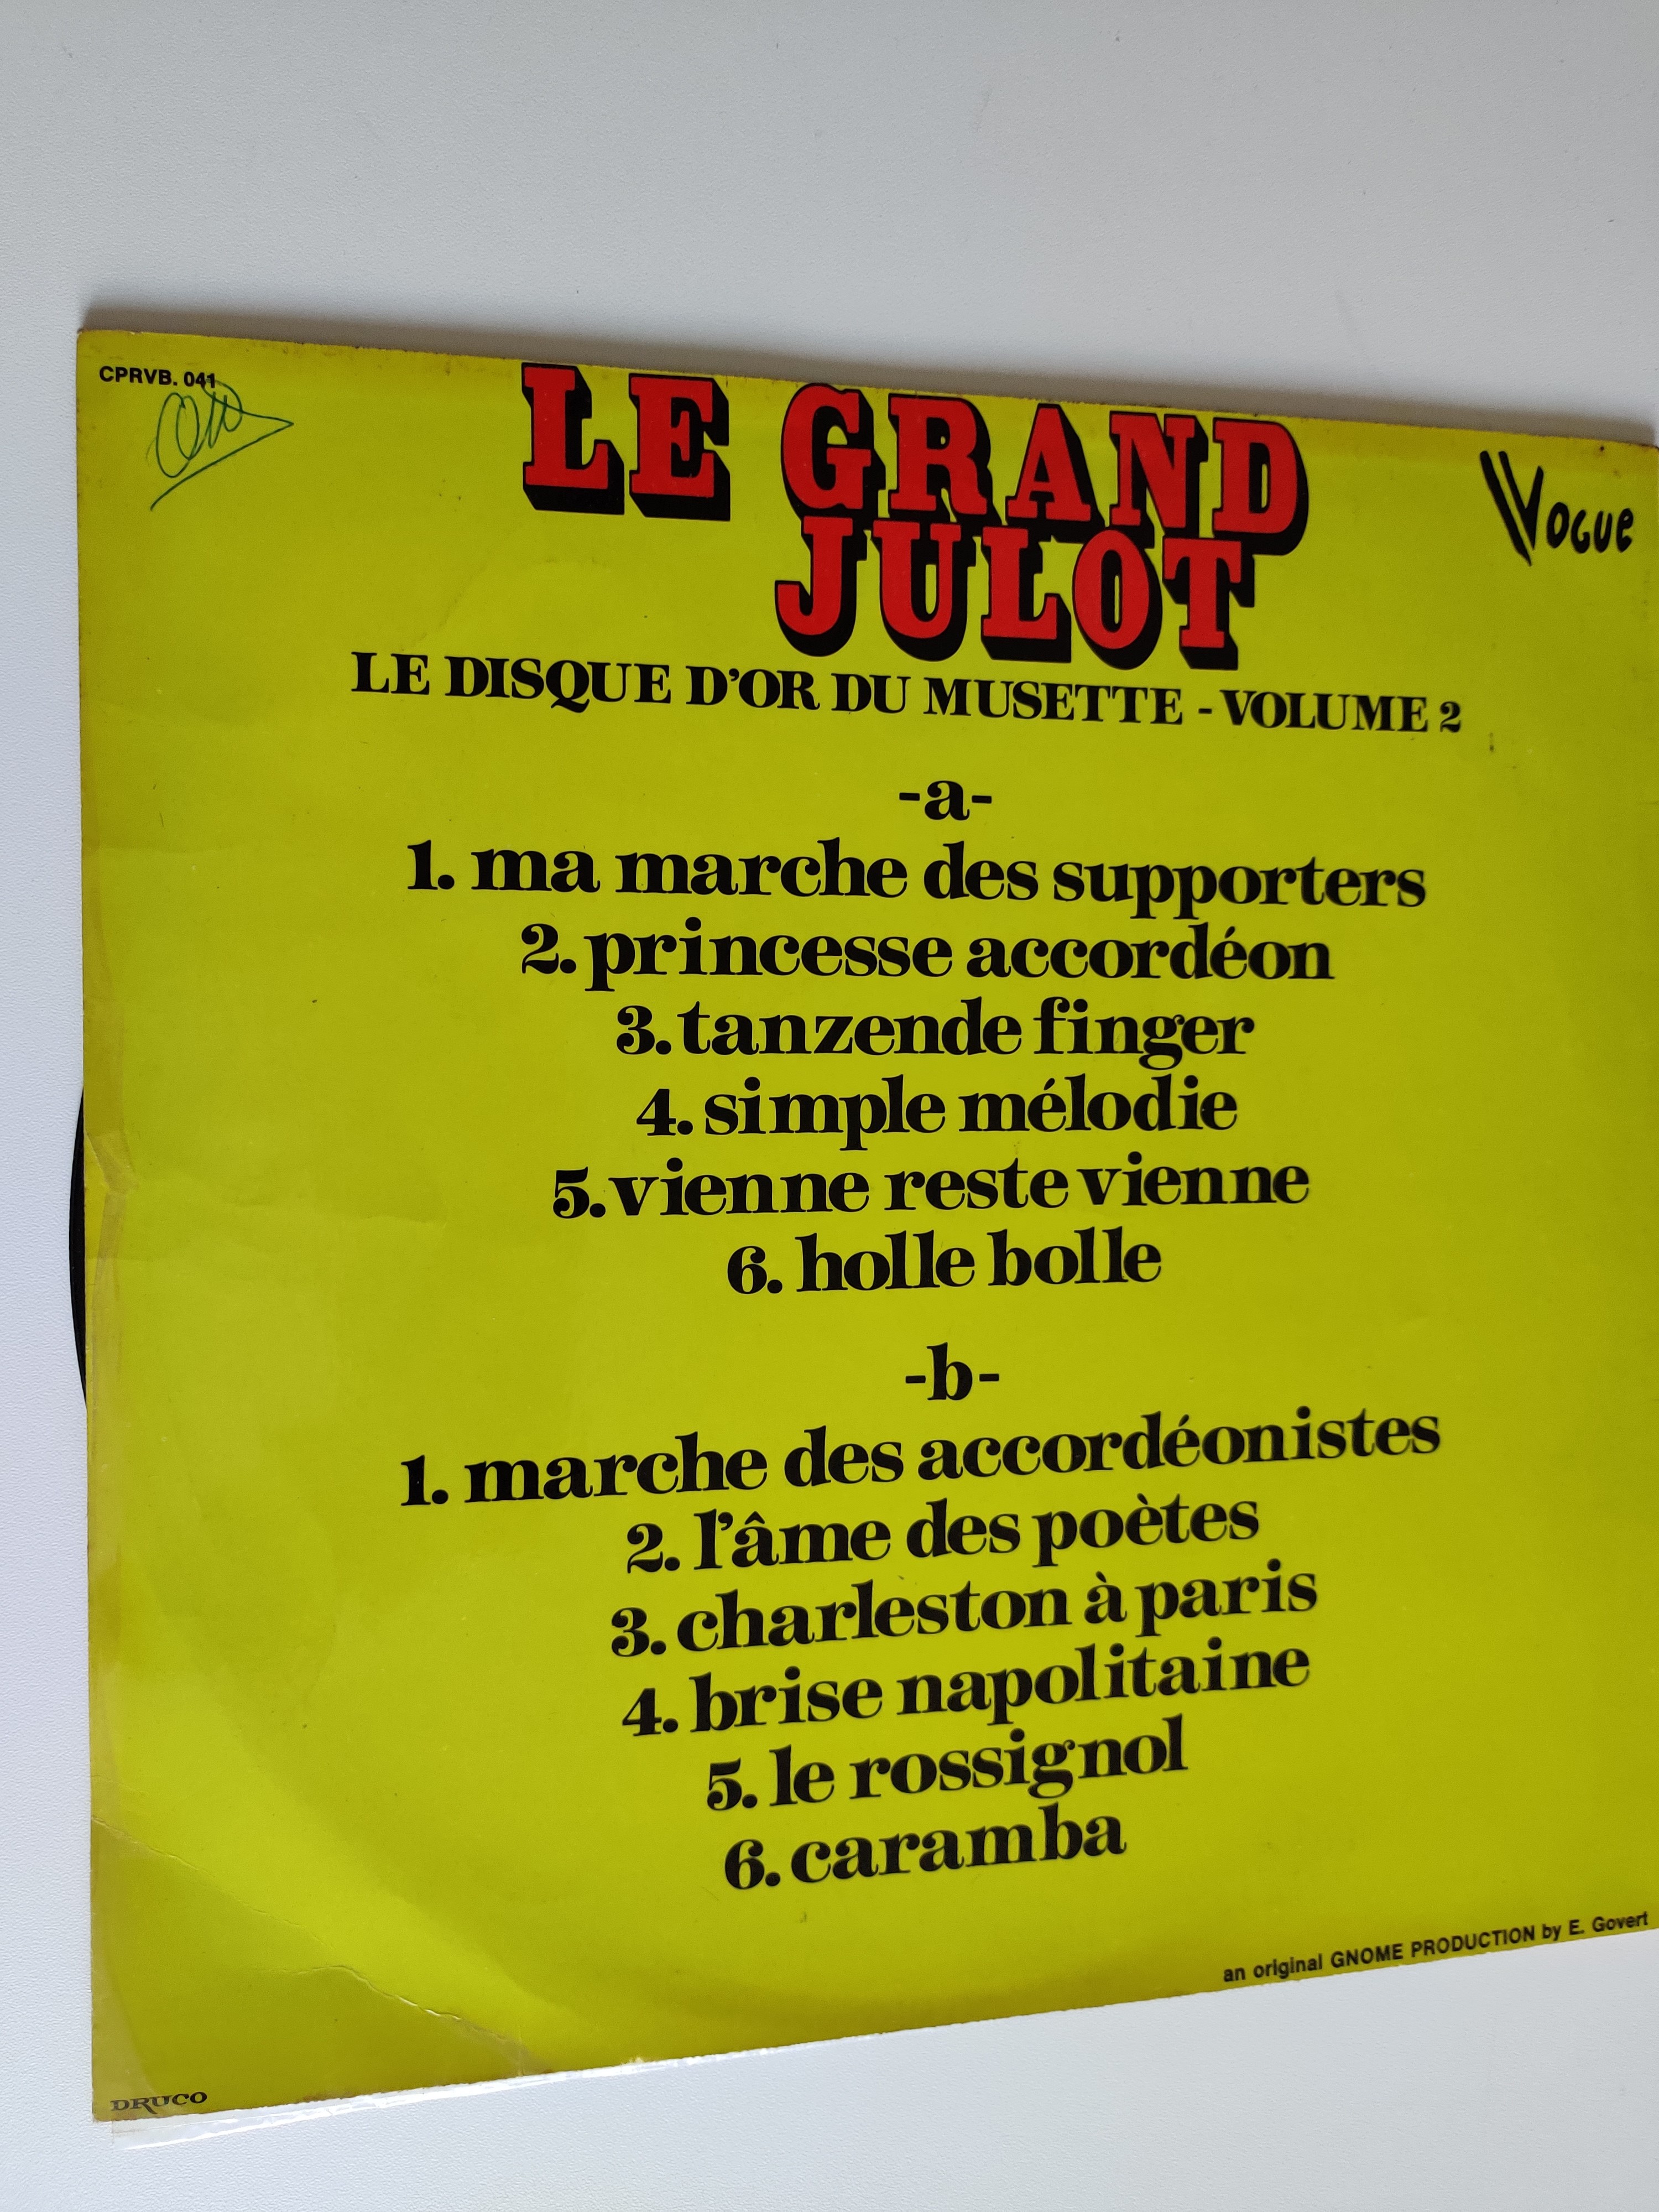 CPRVB. 041
LE GRAND
JULOT
VOGUE
LE DISQUE D'OR DU MUSETTE - VOLUME 2
-a-
1. ma marche des supporters
2. princesse accordéon
3. tanzende finger
4. simple mélodie
5. vienne reste vienne
6. holle bolle
-b-
1. marche des accordéonistes
2. l'âme des poètes
3. charleston à paris
4. brise napolitaine
5. le rossignol
6. caramba
an original GNOME PRODUCTION by E. Govert
DRUCO